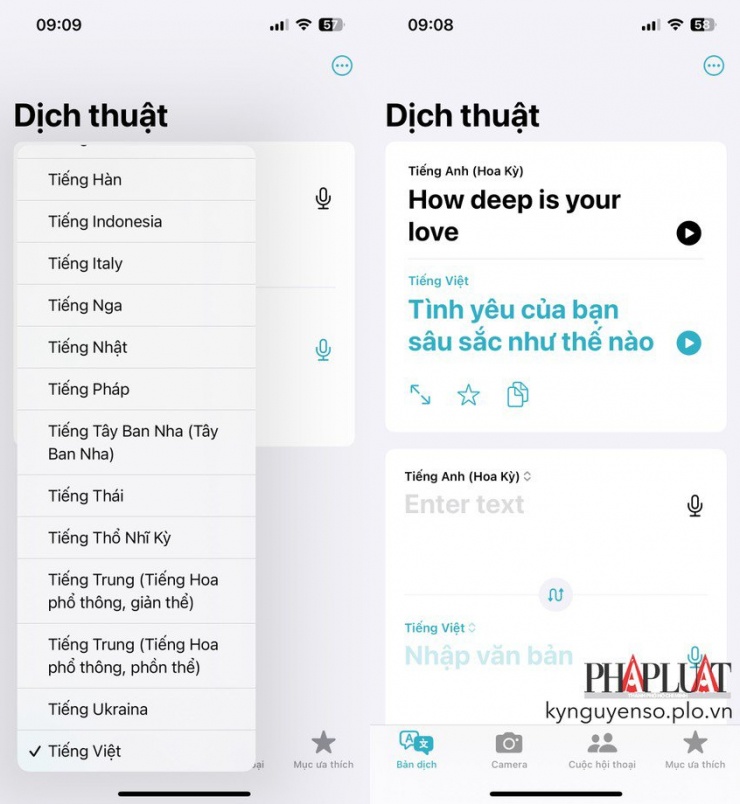 09:09
57
Dịch thuật
Tiếng Hàn
Tiếng Indonesia
Tiếng Italy
Tiếng Nga
Tiếng Nhật
Tiếng Pháp
Tiếng Tây Ban Nha (Tây
Ban Nha)
Tiếng Thái
Tiếng Thổ Nhĩ Kỳ
Tiếng Trung (Tiếng Hoa
phổ thông, giản thể)
Tiếng Trung (Tiếng Hoa
phổ thông, phồn thể)
Tiếng Ukraina
Tiếng Việt
Mục ưa thích
09:08
58
Dịch thuật
Tiếng Anh (Hoa Kỳ)
How deep is your
love
Tiếng Việt
Tình yêu của bạn
sâu sắc như thế nào
Tiếng Anh (Hoa Kỳ)
Enter text
Tiếng Việt
Nhập văn bản
PHÁPLUẬT
kynguyenso.plo.vn
Bản dịch
Camera
Cuộc hội thoại
Mục ưa thích